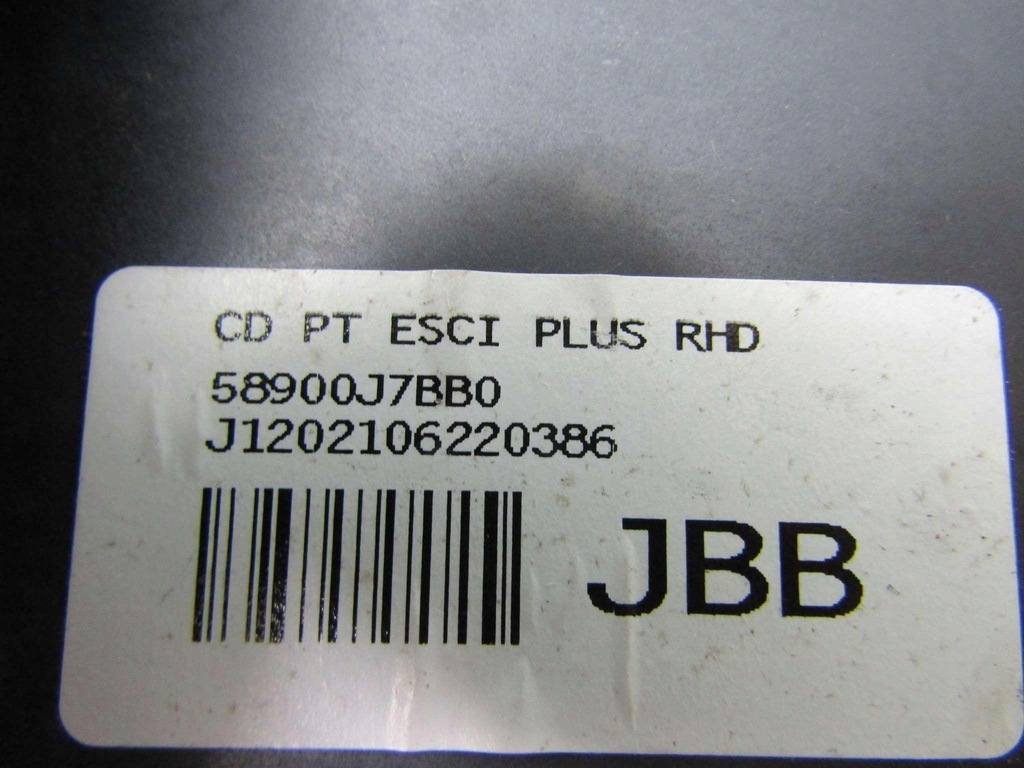 CD PT ESCI PLUS RHD
58900J7BB0
J1202106220386
JBB